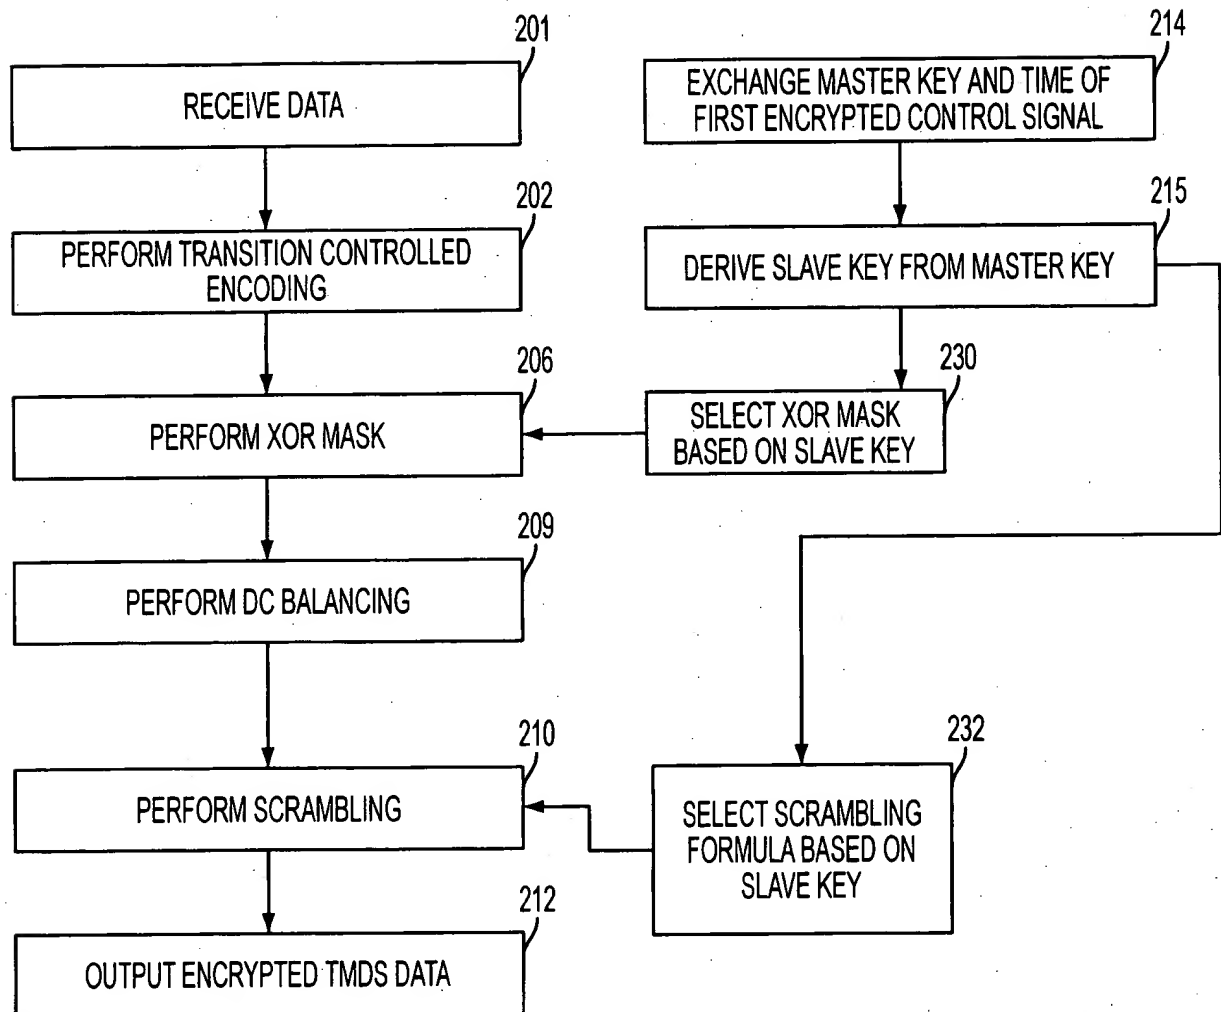 201
RECEIVE DATA
202
PERFORM TRANSITION CONTROLLED
ENCODING
206
PERFORM XOR MASK
209
PERFORM DC BALANCING
210
PERFORM SCRAMBLING
212
OUTPUT ENCRYPTED TMDS DATA
214
EXCHANGE MASTER KEY AND TIME OF
FIRST ENCRYPTED CONTROL SIGNAL
215
DERIVE SLAVE KEY FROM MASTER KEY
230
SELECT XOR MASK
BASED ON SLAVE KEY
232
SELECT SCRAMBLING
FORMULA BASED ON
SLAVE KEY